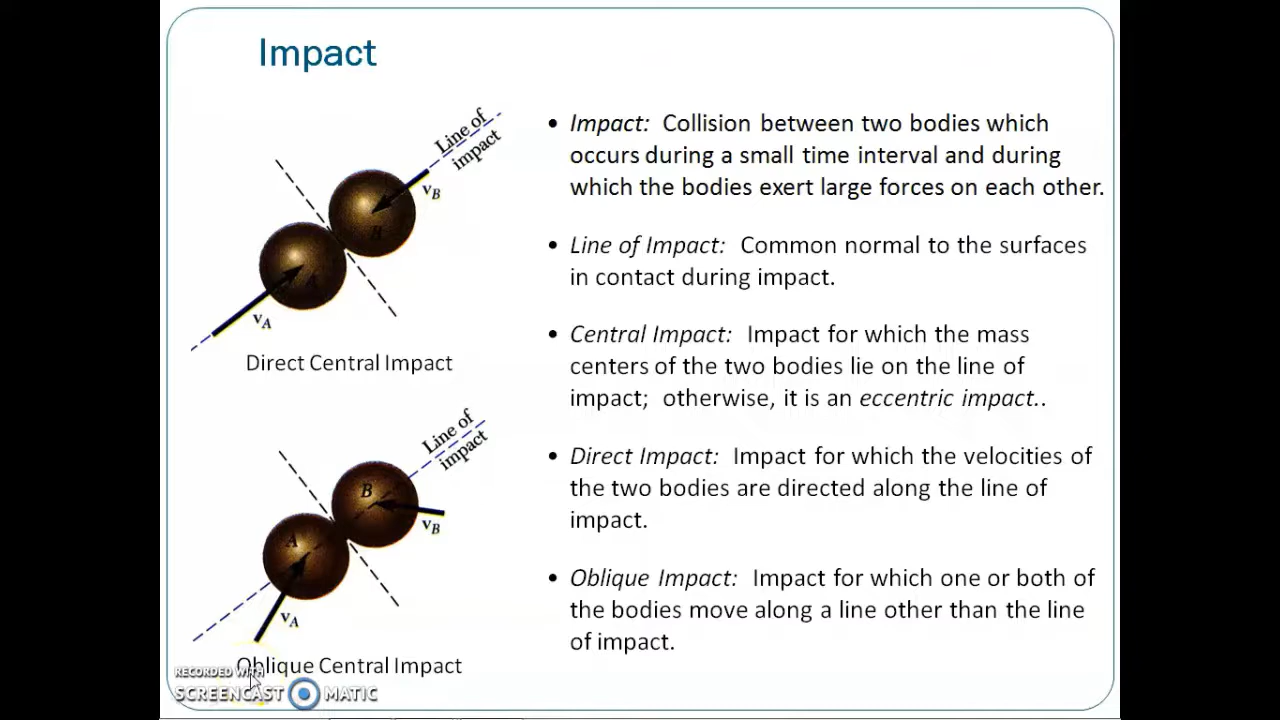 Impact
Line of
impact
vB
B
A
vA
Direct Central Impact
Line of
impact
B
vB
A
vA
Oblique Central Impact
• Impact: Collision between two bodies which
occurs during a small time interval and during
which the bodies exert large forces on each other.
• Line of Impact: Common normal to the surfaces
in contact during impact.
• Central Impact: Impact for which the mass
centers of the two bodies lie on the line of
impact; otherwise, it is an eccentric impact..
• Direct Impact: Impact for which the velocities of
the two bodies are directed along the line of
impact.
• Oblique Impact: Impact for which one or both of
the bodies move along a line other than the line
of impact.
RECORDED WITH
SCREENCAST MATIC